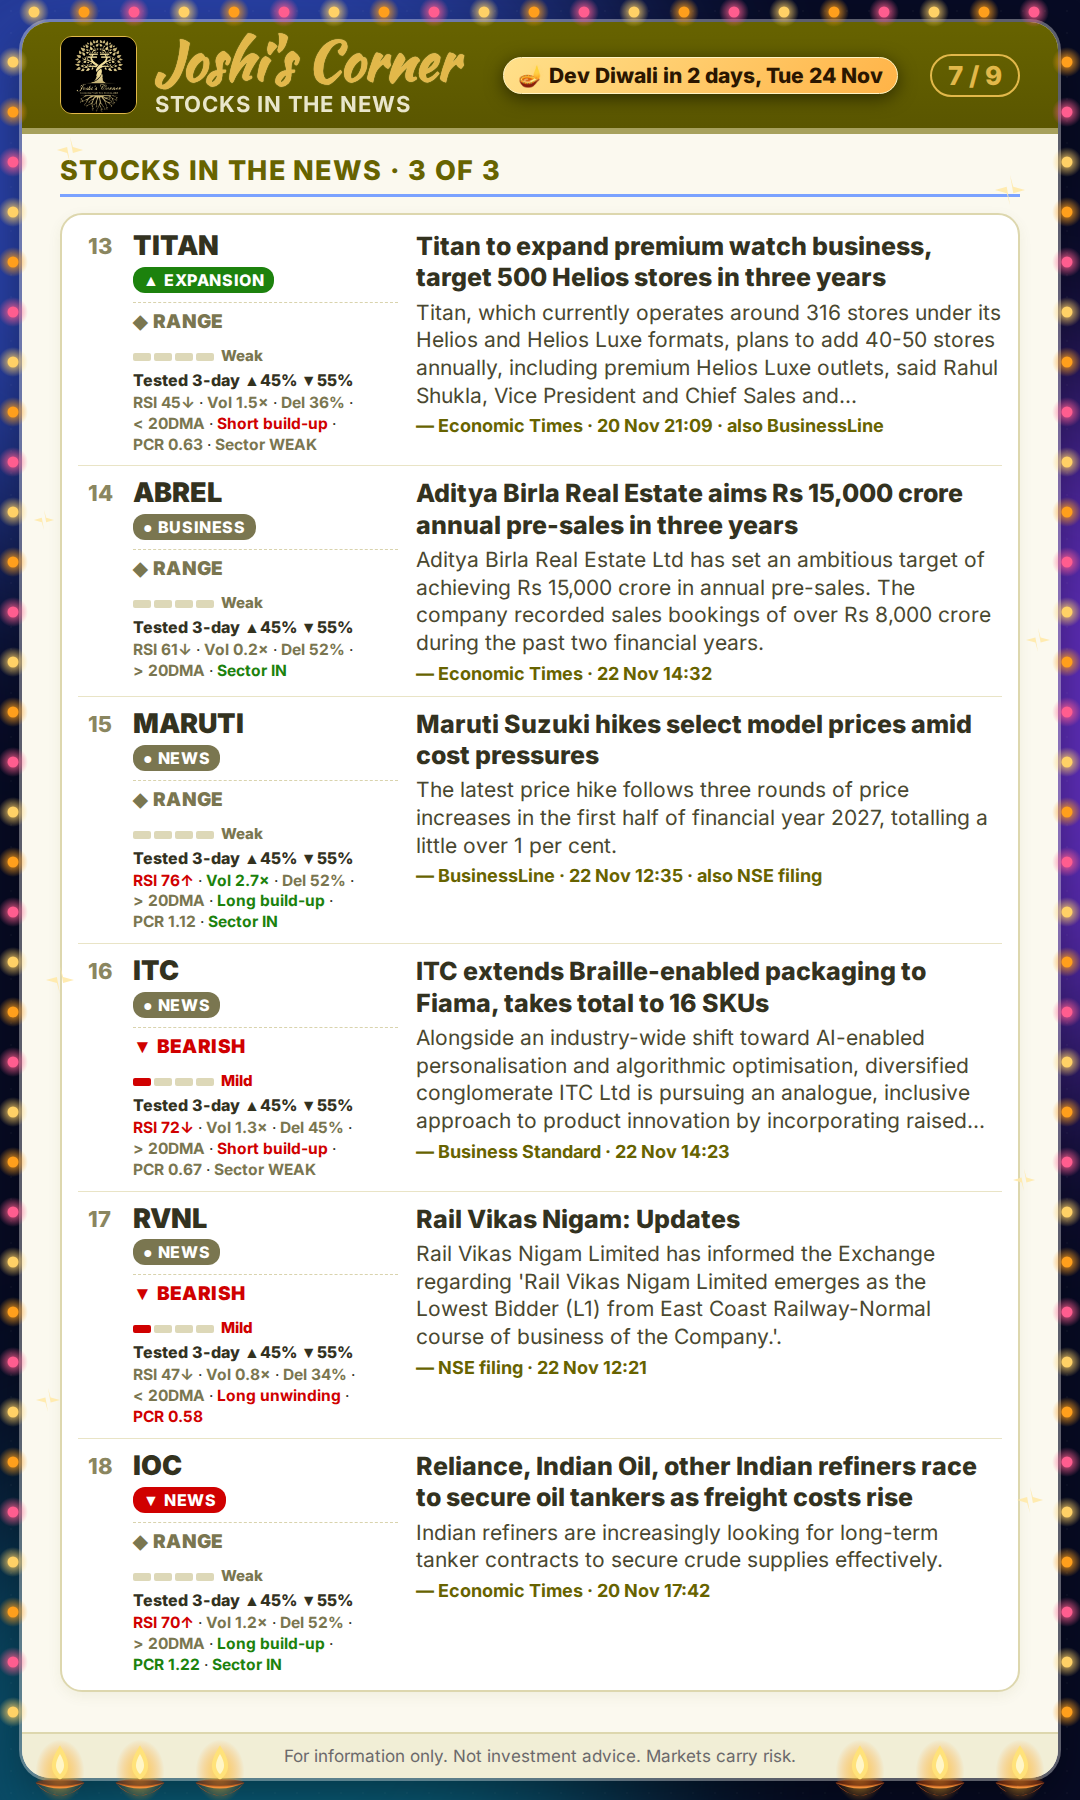 Joshi's Corner
STOCKS IN THE NEWS
🪔 Dev Diwali in 2 days, Tue 24 Nov
7 / 9
STOCKS IN THE NEWS · 3 OF 3
13 TITAN
▲ EXPANSION
◆ RANGE
Weak
Tested 3-day ▲45% ▼55%
RSI 45↓ · Vol 1.5× · Del 36% ·
< 20DMA · Short build-up ·
PCR 0.63 · Sector WEAK
Titan to expand premium watch business,
target 500 Helios stores in three years
Titan, which currently operates around 316 stores under its
Helios and Helios Luxe formats, plans to add 40-50 stores
annually, including premium Helios Luxe outlets, said Rahul
Shukla, Vice President and Chief Sales and...
— Economic Times · 20 Nov 21:09 · also BusinessLine
14 ABREL
● BUSINESS
◆ RANGE
Weak
Tested 3-day ▲45% ▼55%
RSI 61↓ · Vol 0.2× · Del 52% ·
> 20DMA · Sector IN
Aditya Birla Real Estate aims Rs 15,000 crore
annual pre-sales in three years
Aditya Birla Real Estate Ltd has set an ambitious target of
achieving Rs 15,000 crore in annual pre-sales. The
company recorded sales bookings of over Rs 8,000 crore
during the past two financial years.
— Economic Times · 22 Nov 14:32
15 MARUTI
● NEWS
◆ RANGE
Weak
Tested 3-day ▲45% ▼55%
RSI 76↑ · Vol 2.7× · Del 52% ·
> 20DMA · Long build-up ·
PCR 1.12 · Sector IN
Maruti Suzuki hikes select model prices amid
cost pressures
The latest price hike follows three rounds of price
increases in the first half of financial year 2027, totalling a
little over 1 per cent.
— BusinessLine · 22 Nov 12:35 · also NSE filing
16 ITC
● NEWS
▼ BEARISH
Mild
Tested 3-day ▲45% ▼55%
RSI 72↓ · Vol 1.3× · Del 45% ·
> 20DMA · Short build-up ·
PCR 0.67 · Sector WEAK
ITC extends Braille-enabled packaging to
Fiama, takes total to 16 SKUs
Alongside an industry-wide shift toward AI-enabled
personalisation and algorithmic optimisation, diversified
conglomerate ITC Ltd is pursuing an analogue, inclusive
approach to product innovation by incorporating raised...
— Business Standard · 22 Nov 14:23
17 RVNL
● NEWS
▼ BEARISH
Mild
Tested 3-day ▲45% ▼55%
RSI 47↓ · Vol 0.8× · Del 34% ·
< 20DMA · Long unwinding ·
PCR 0.58
Rail Vikas Nigam: Updates
Rail Vikas Nigam Limited has informed the Exchange
regarding 'Rail Vikas Nigam Limited emerges as the
Lowest Bidder (L1) from East Coast Railway-Normal
course of business of the Company.'.
— NSE filing · 22 Nov 12:21
18 IOC
▼ NEWS
◆ RANGE
Weak
Tested 3-day ▲45% ▼55%
RSI 70↑ · Vol 1.2× · Del 52% ·
> 20DMA · Long build-up ·
PCR 1.22 · Sector IN
Reliance, Indian Oil, other Indian refiners race
to secure oil tankers as freight costs rise
Indian refiners are increasingly looking for long-term
tanker contracts to secure crude supplies effectively.
— Economic Times · 20 Nov 17:42
For information only. Not investment advice. Markets carry risk.